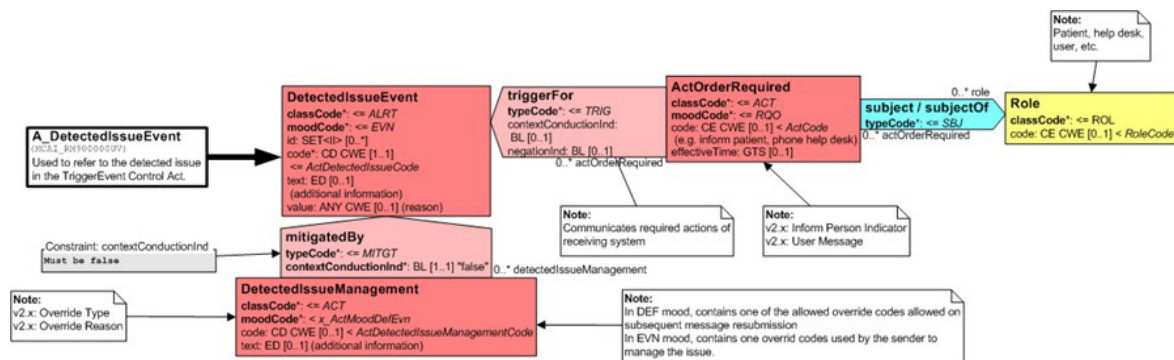 Note:
Patient, help desk,
user, etc.
DetectedIssueEvent
classCode*: <= ALRT
moodCode*: <= EVN
id: SET<II> [0..*]
code*: CD CWE [1..1]
<= ActDetectedIssueCode
text: ED [0..1]
(additional information)
value: ANY CWE [0..1] (reason)
triggerFor
typeCode*: <= TRIG
contextConductionInd:
BL [0..1]
negationInd: BL [0..1]
0..* actOrderRequired
ActOrderRequired
classCode*: <= ACT
moodCode*: <= RQO
code: CE CWE [0..1] < ActCode
(e.g. inform patient, phone help desk)
effectiveTime: GTS [0..1]
0..* role
subject / subjectOf
typeCode*: <= SBJ
0..* actOrderRequired
Role
classCode*: <= ROL
code: CE CWE [0..1] < RoleCode
A_DetectedIssueEvent
(MCAI_RM900000UV)
Used to refer to the detected issue
in the TriggerEvent Control Act.
Note:
Communicates required actions of
receiving system
Note:
v2.x: Inform Person Indicator
v2.x: User Message
Constraint: contextConductionInd
Must be false
mitigatedBy
typeCode*: <= MITGT
contextConductionInd*: BL [1..1] "false"
0..* detectedIssueManagement
DetectedIssueManagement
classCode*: <= ACT
moodCode*: < x_ActMoodDefEvn
code: CD CWE [0..1] < ActDetectedIssueManagementCode
text: ED [0..1] (additional information)
Note:
v2.x: Override Type
v2.x: Override Reason
Note:
In DEF mood, contains one of the allowed override codes allowed on
subsequent message resubmission
In EVN mood, contains one overrid codes used by the sender to
manage the issue.